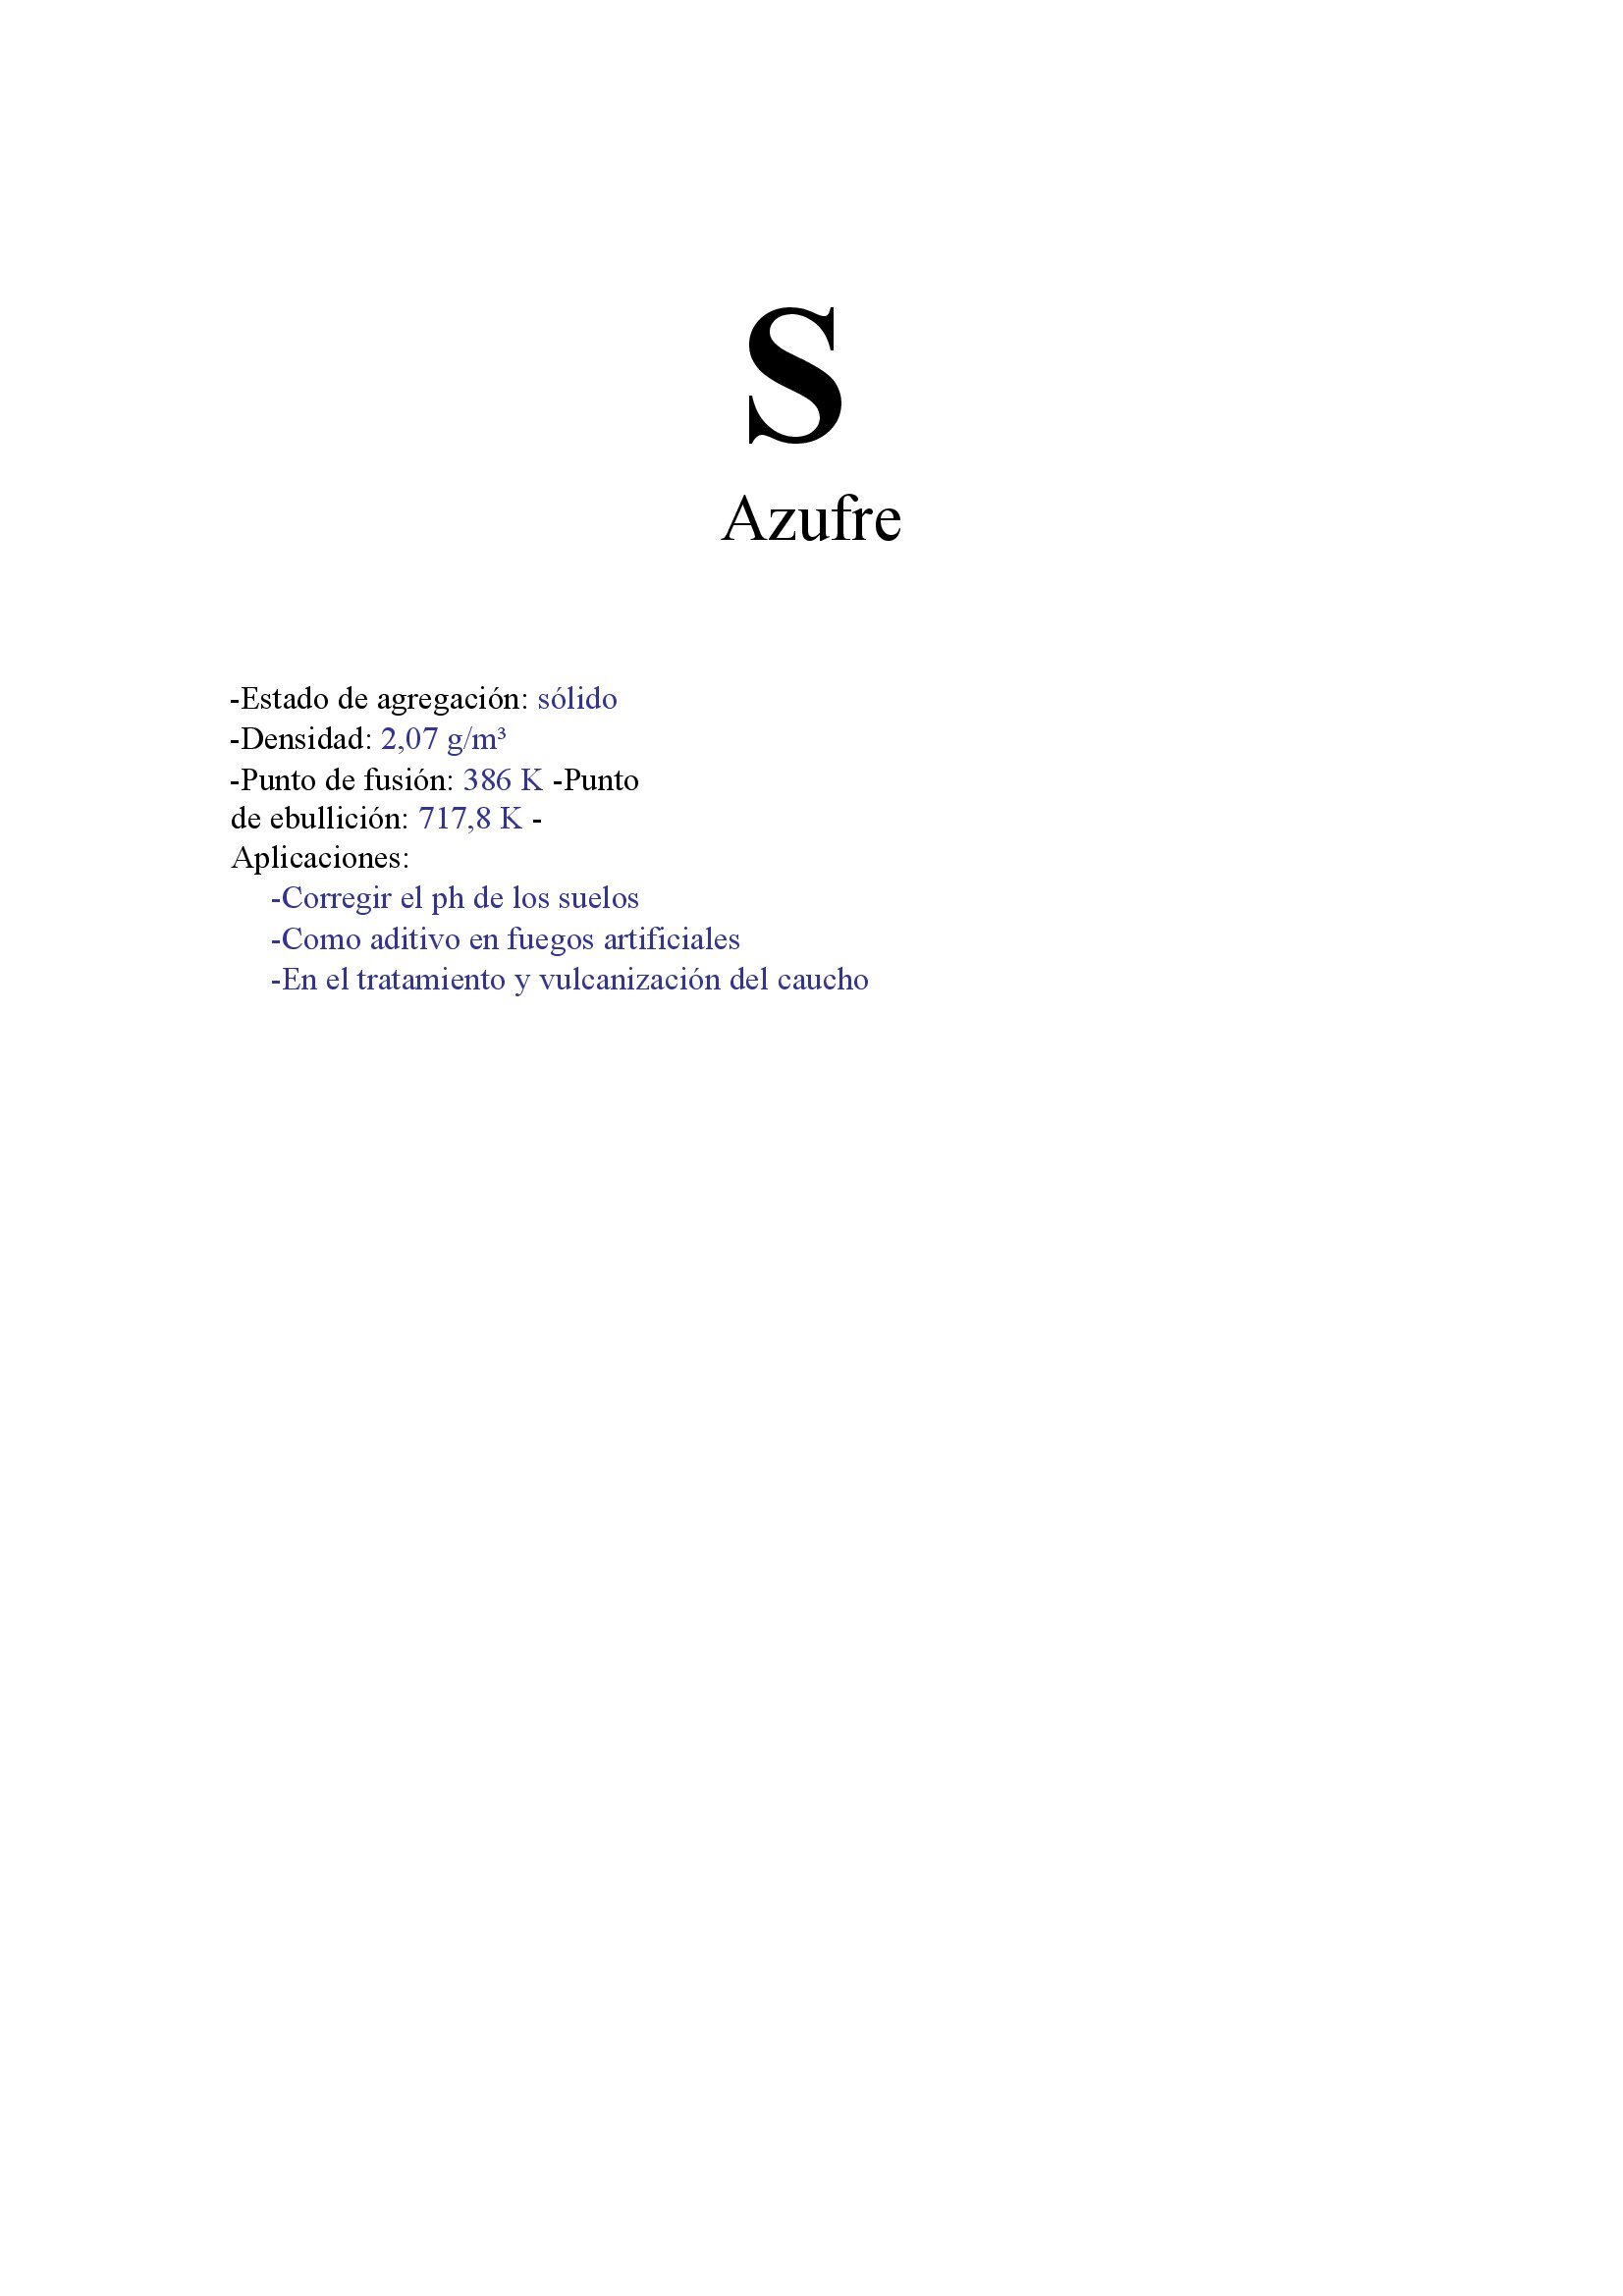 S
Azufre
-Estado de agregación: sólido
-Densidad: 2,07 g/m³
-Punto de fusión: 386 K -Punto
de ebullición: 717,8 K -
Aplicaciones:
-Corregir el ph de los suelos
-Como aditivo en fuegos artificiales
-En el tratamiento y vulcanización del caucho